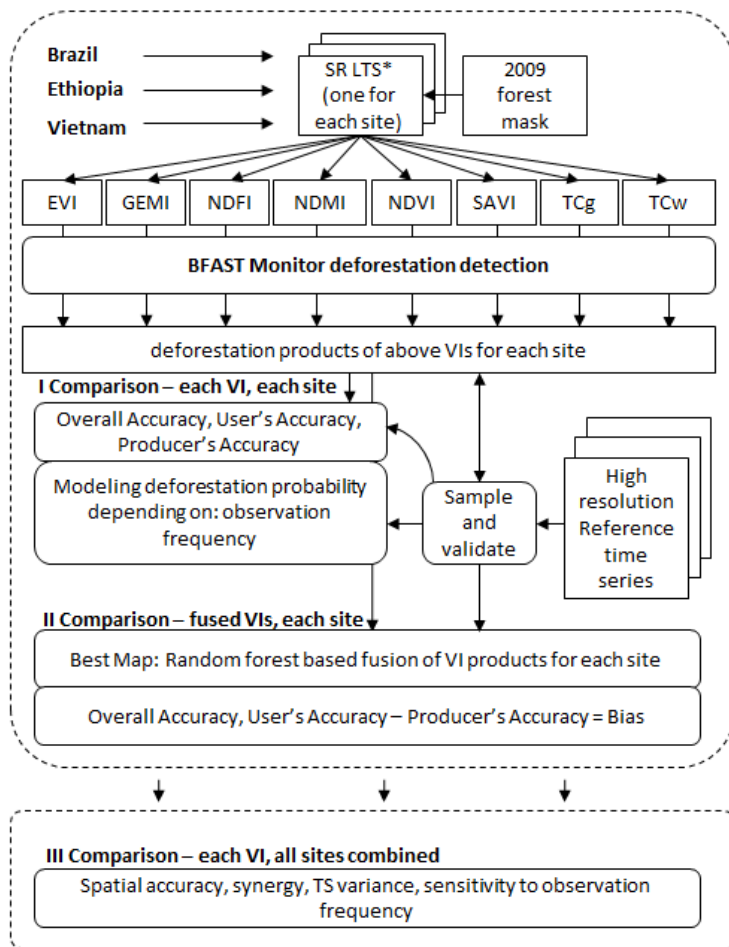 Brazil
Ethiopia
Vietnam
SR LTS*
(one for
each site)
2009
forest
mask
EVI
GEMI
NDFI
NDMI
NDVI
SAVI
TCg
TCw
BFAST Monitor deforestation detection
deforestation products of above VIs for each site
I Comparison – each VI, each site
Overall Accuracy, User's Accuracy,
Producer's Accuracy
Modeling deforestation probability
depending on: observation
frequency
Sample
and
validate
High
resolution
Reference
time
series
II Comparison – fused VIs, each site
Best Map: Random forest based fusion of VI products for each site
Overall Accuracy, User's Accuracy – Producer's Accuracy = Bias
III Comparison – each VI, all sites combined
Spatial accuracy, synergy, TS variance, sensitivity to observation
frequency